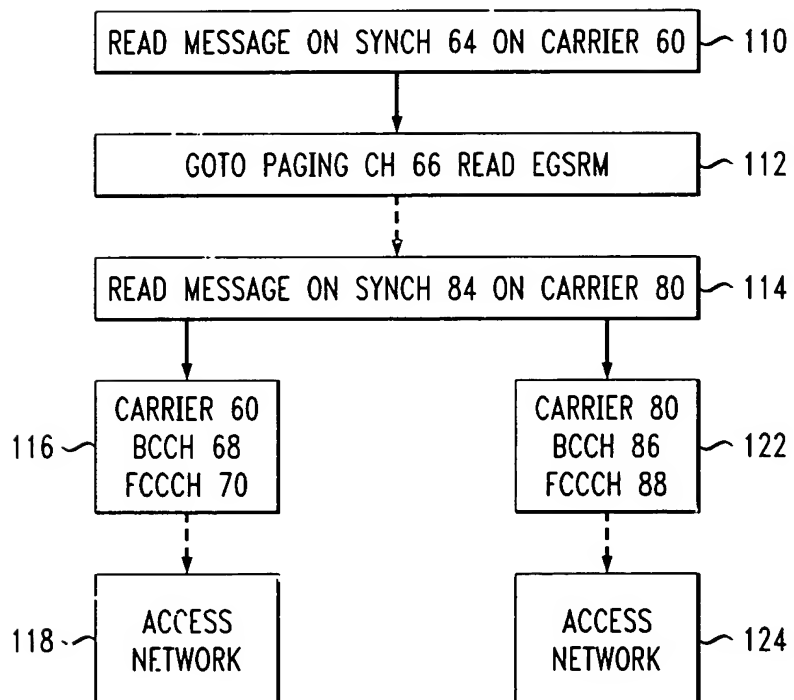 READ MESSAGE ON SYNCH 64 ON CARRIER 60
110
GOTO PAGING CH 66 READ EGSRM
112
READ MESSAGE ON SYNCH 84 ON CARRIER 80
114
116
CARRIER 60
BCCH 68
FCCCH 70
CARRIER 80
BCCH 86
FCCCH 88
122
118
ACCESS
NETWORK
ACCESS
NETWORK
124